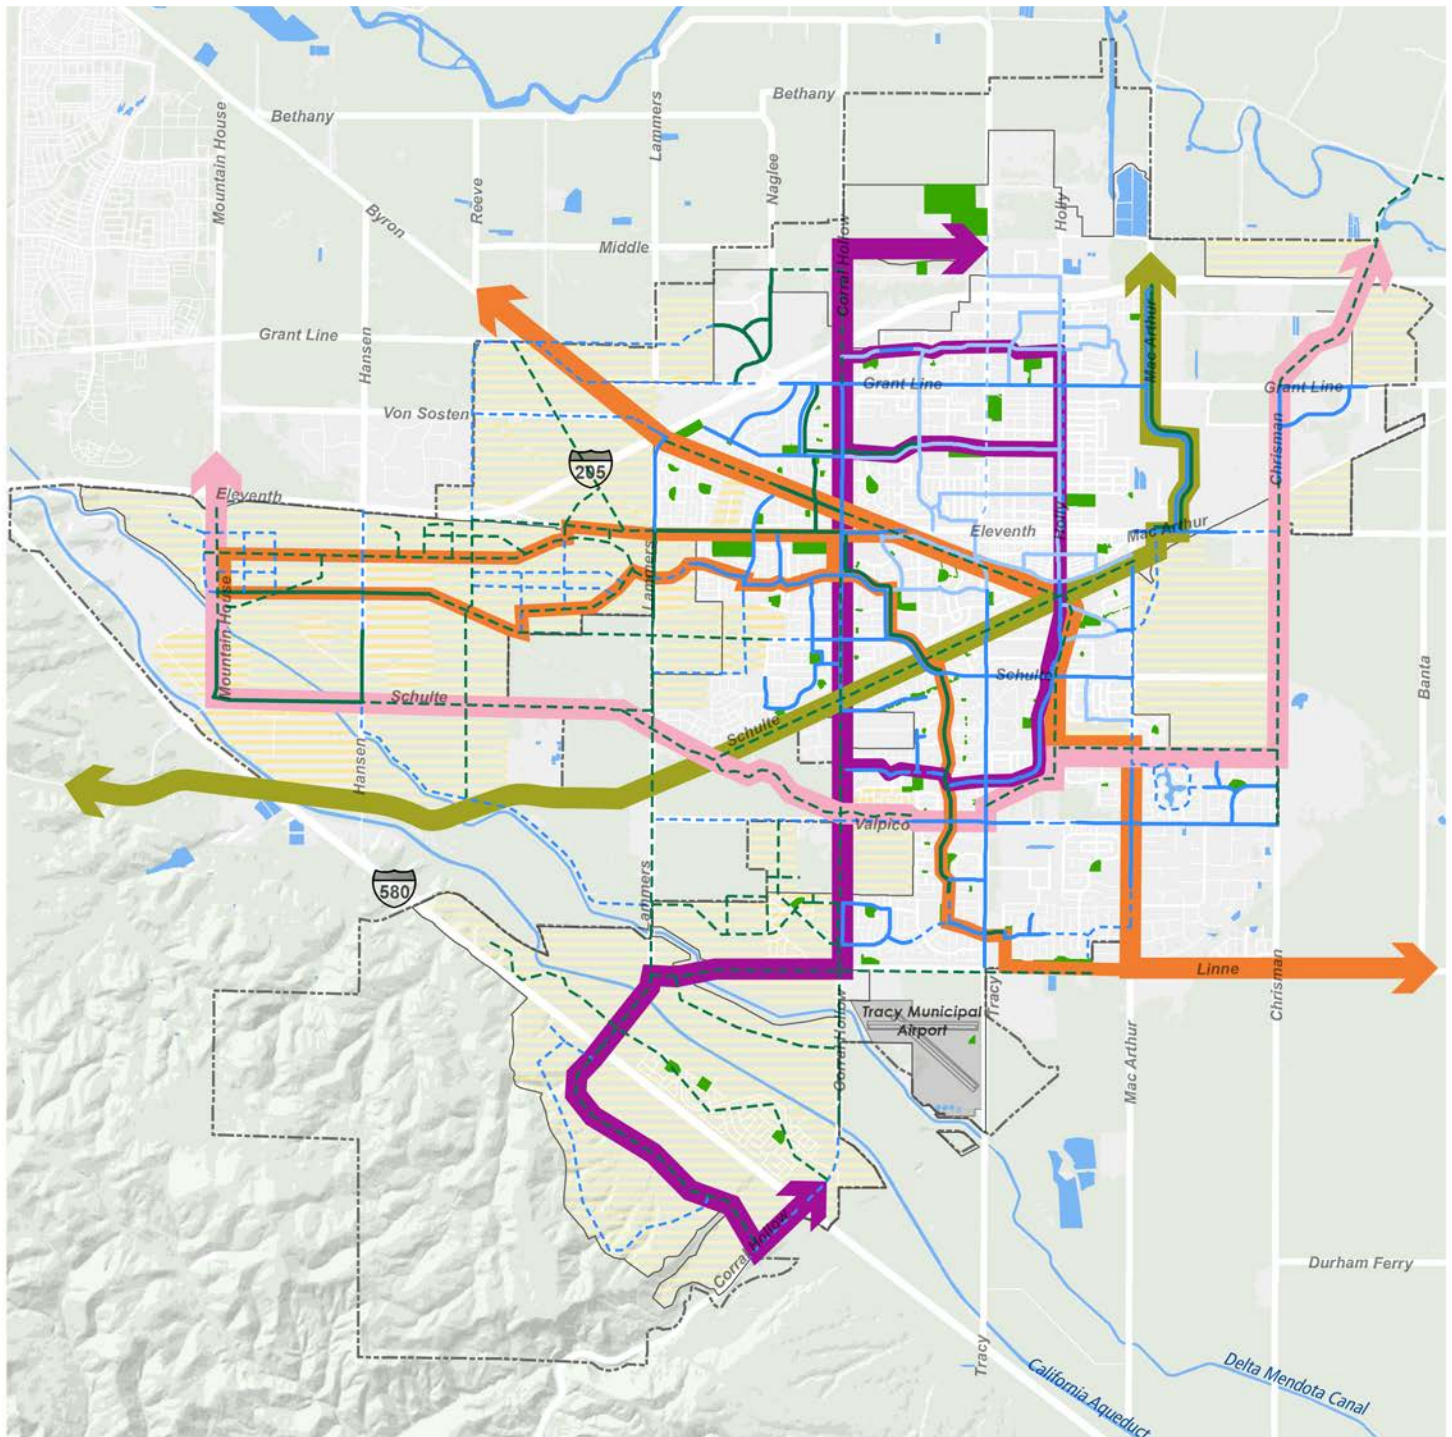 Bethany
Bethany
Mountain House
Lammers
Naglee
Reeve
Byron
Middle
Corral Hollow
Holly
Grant Line
Hansen
Von Sosten
Grant Line
Mac Arthur
Grant Line
Chrisman
205
Eleventh
Eleventh
Holly
Mac Arthur
Lammers
Mountain House
Schulte
Schulte
Schulte
Banta
Hansen
Valpico
580
Lammers
Linne
Tracy
Chrisman
Corral Hollow
Tracy Municipal
Airport
Mac Arthur
Corral Hollow
Durham Ferry
Tracy
California Aqueduct
Delta Mendota Canal